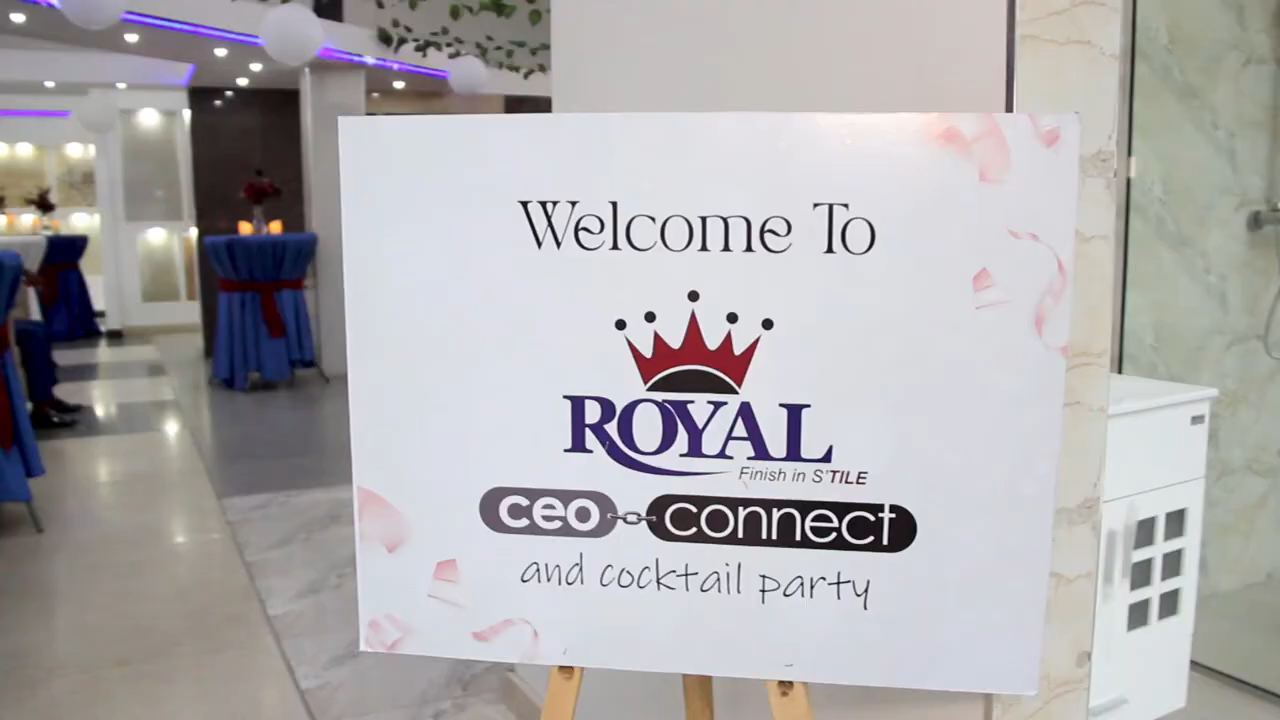 Welcome To
ROYAL
Finish in S'TILE
ceo connect
and cocktail party